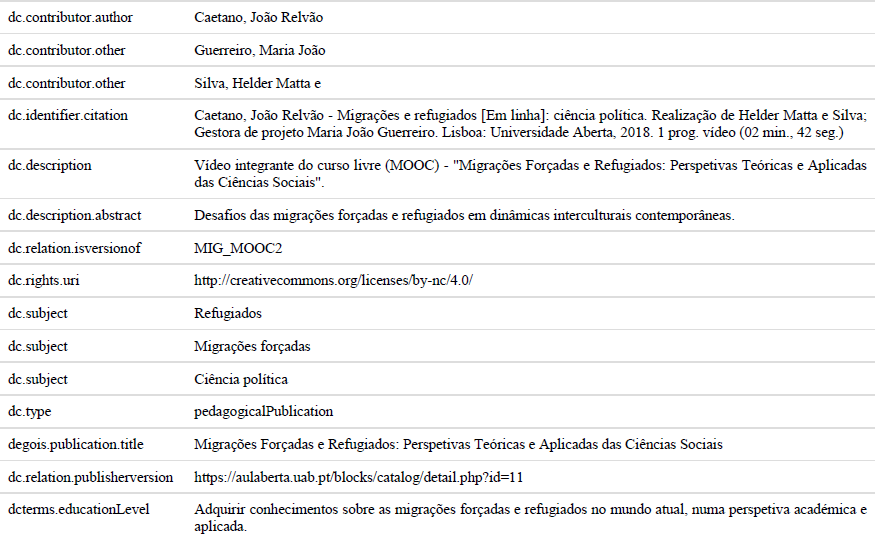 dc.contributor.author Caetano, João Relvão
dc.contributor.other Guerreiro, Maria João
dc.contributor.other Silva, Helder Matta e
dc.identifier.citation Caetano, João Relvão - Migrações e refugiados [Em linha]: ciência política. Realização de Helder Matta e Silva;
Gestora de projeto Maria João Guerreiro. Lisboa: Universidade Aberta, 2018. 1 prog. vídeo (02 min., 42 seg.)
dc.description Vídeo integrante do curso livre (MOOC) - "Migrações Forçadas e Refugiados: Perspetivas Teóricas e Aplicadas
das Ciências Sociais".
dc.description.abstract Desafios das migrações forçadas e refugiados em dinâmicas interculturais contemporâneas.
dc.relation.isversionof MIG_MOOC2
dc.rights.uri http://creativecommons.org/licenses/by-nc/4.0/
dc.subject Refugiados
dc.subject Migrações forçadas
dc.subject Ciência política
dc.type pedagogicalPublication
degois.publication.title Migrações Forçadas e Refugiados: Perspetivas Teóricas e Aplicadas das Ciências Sociais
dc.relation.publisherversion https://aulaberta.uab.pt/blocks/catalog/detail.php?id=11
dcterms.educationLevel Adquirir conhecimentos sobre as migrações forçadas e refugiados no mundo atual, numa perspetiva académica e
aplicada.